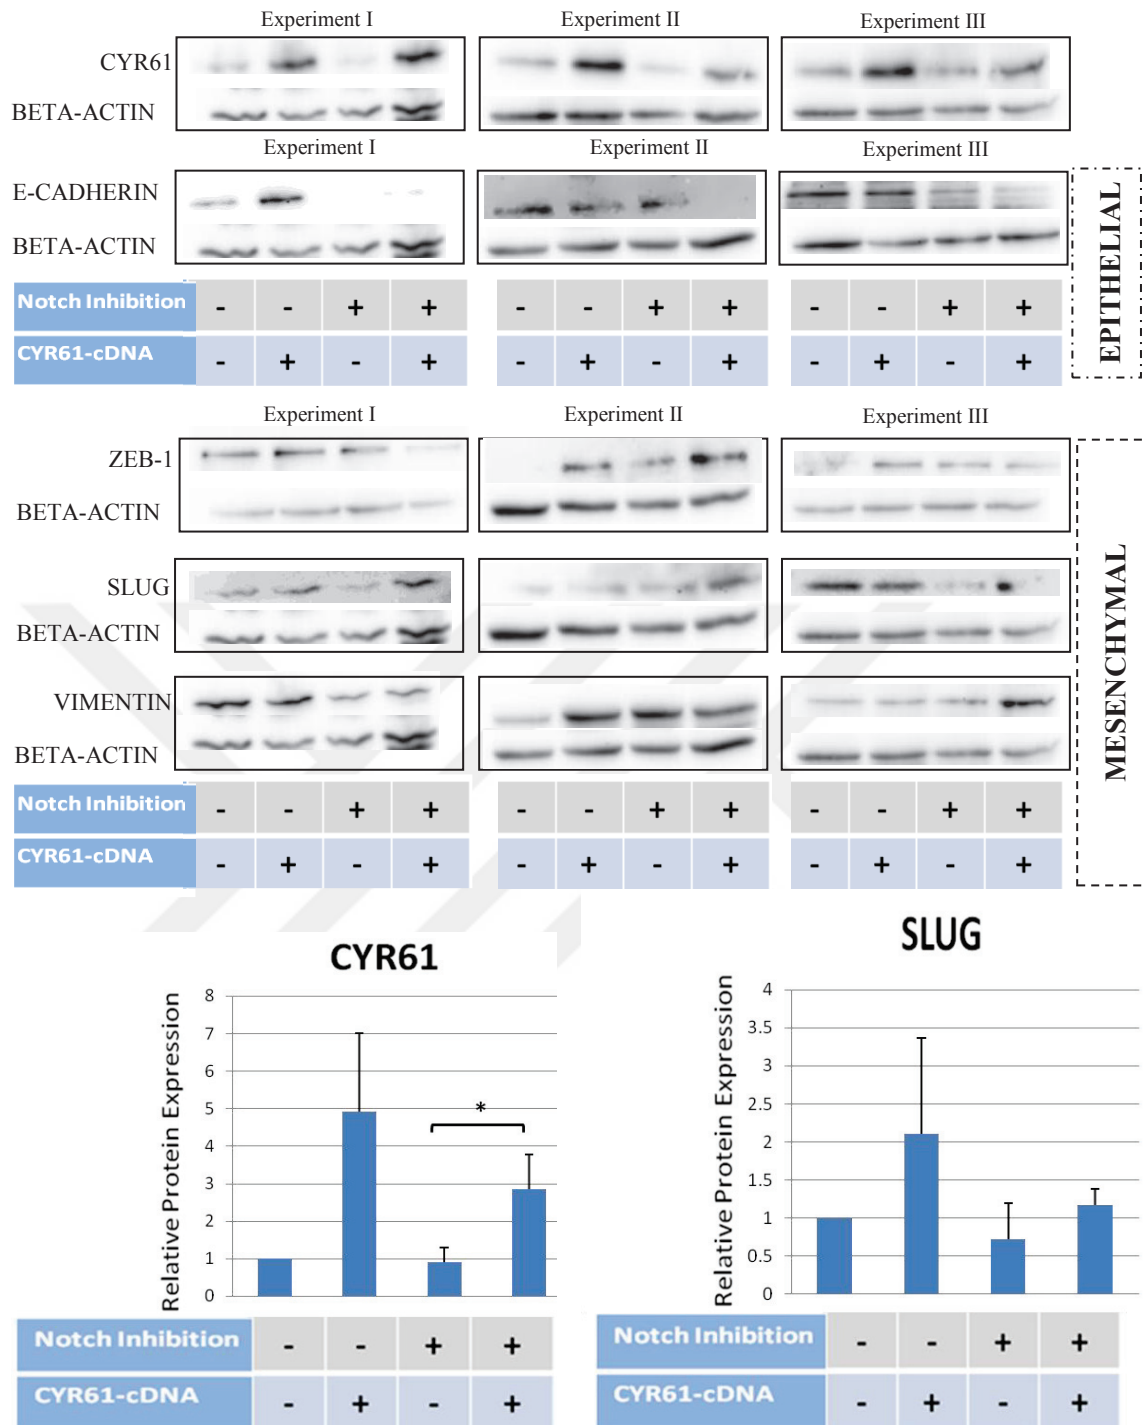 Experiment I Experiment II Experiment III
CYR61
BETA-ACTIN
Experiment I Experiment II Experiment III
E-CADHERIN
BETA-ACTIN
EPITHELIAL
Notch Inhibition - - + + - - + + - - + +
CYR61-cDNA - + - + - + - + - + - +
Experiment I Experiment II Experiment III
ZEB-1
BETA-ACTIN
SLUG
BETA-ACTIN
VIMENTIN
BETA-ACTIN
MESENCHYMAL
Notch Inhibition - - + + - - + + - - + +
CYR61-cDNA - + - + - + - + - + - +
CYR61
Relative Protein Expression
8
7
6
5
4
3
2
1
0
*
Notch Inhibition - - + +
CYR61-cDNA - + - +
SLUG
Relative Protein Expression
4
3.5
3
2.5
2
1.5
1
0.5
0
Notch Inhibition - - + +
CYR61-cDNA - + - +